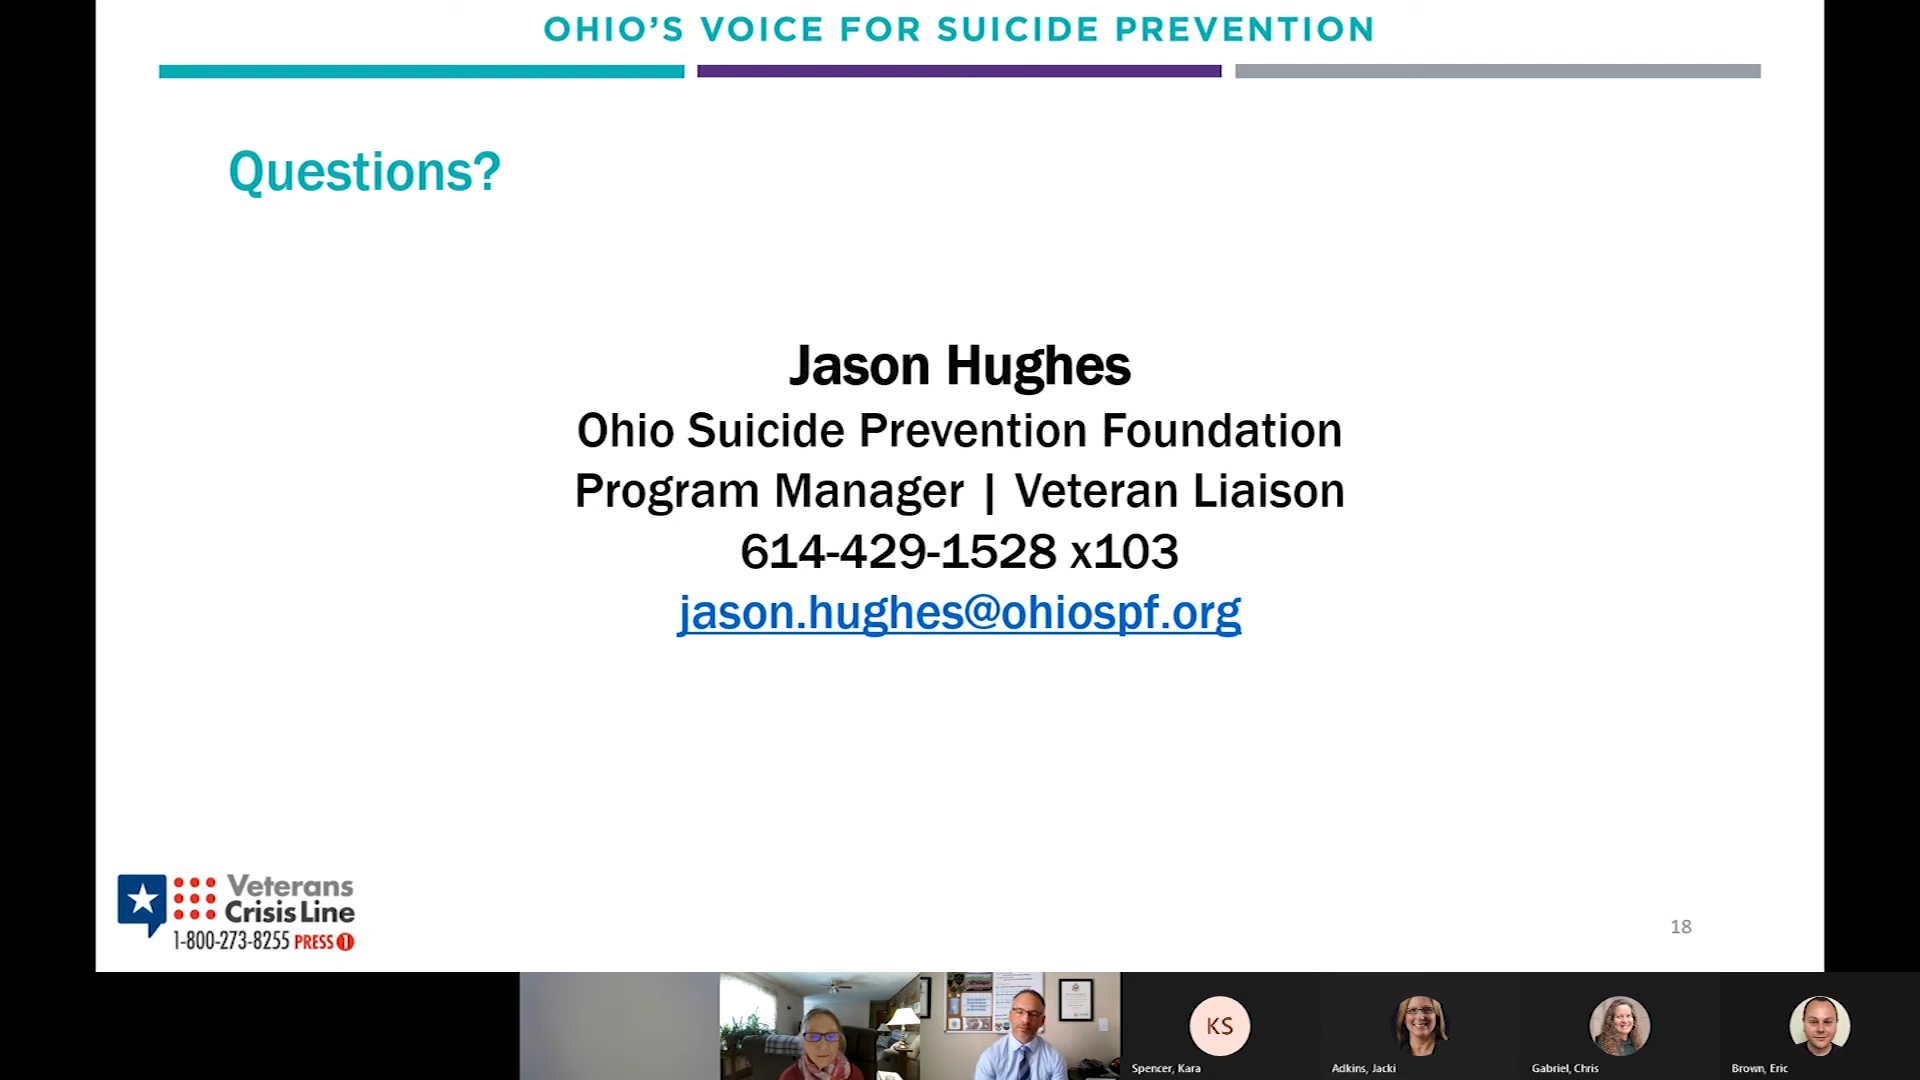 OHIO'S VOICE FOR SUICIDE PREVENTION
Questions?
Jason Hughes
Ohio Suicide Prevention Foundation
Program Manager | Veteran Liaison
614-429-1528 x103
jason.hughes@ohiospf.org
Veterans
Crisis Line
1-800-273-8255 PRESS 1
18
KS
Spencer, Kara
Adkins, Jacki
Gabriel, Chris
Brown, Eric